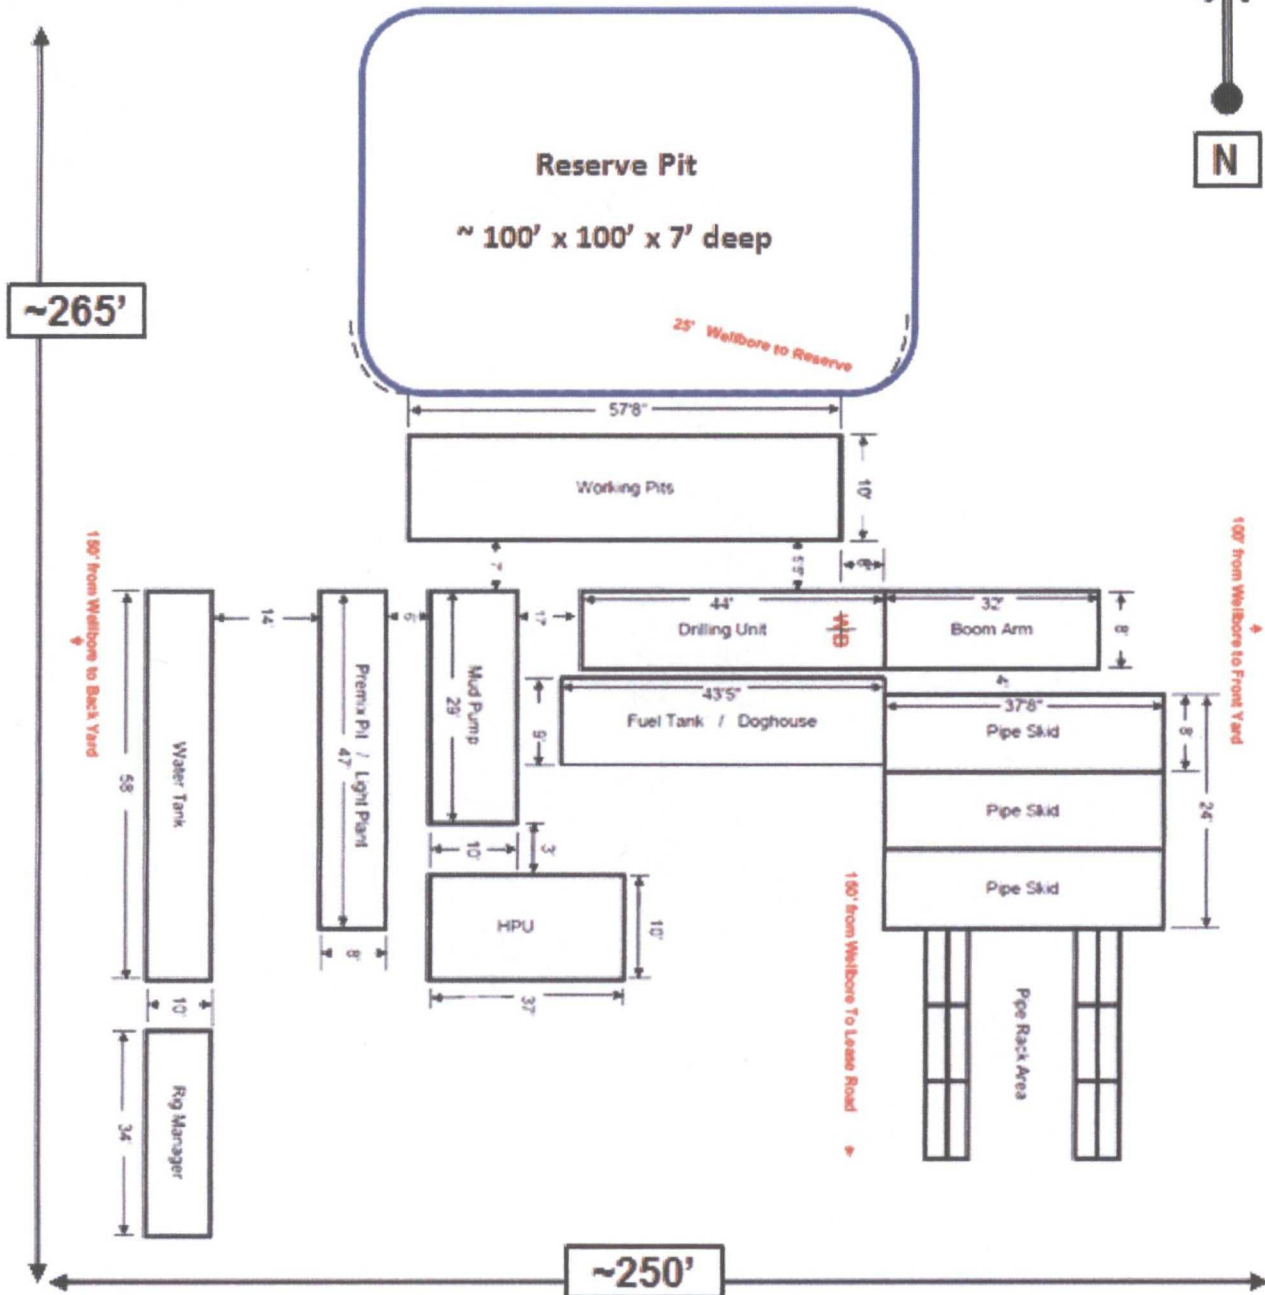 N
Reserve Pit
~ 100' x 100' x 7' deep
~265'
25' Wellbore to Reserve
57'8"
Working Pits
10'
7'
6'
150' from Wellbore to Back Yard
100' from Wellbore to Front Yard
14'
6'
17'
44'
Drilling Unit
WB
32'
Boom Arm
8'
4'
58'
Water Tank
Premix Pit / Light Plant
47'
Mud Pump
29'
9'
43'5"
Fuel Tank / Doghouse
37'8"
Pipe Skid
8'
Pipe Skid
24'
Pipe Skid
10'
3'
HPU
10'
37'
8'
150' from Wellbore To Lease Road
Pipe Rack Area
10'
Rig Manager
34'
~250'